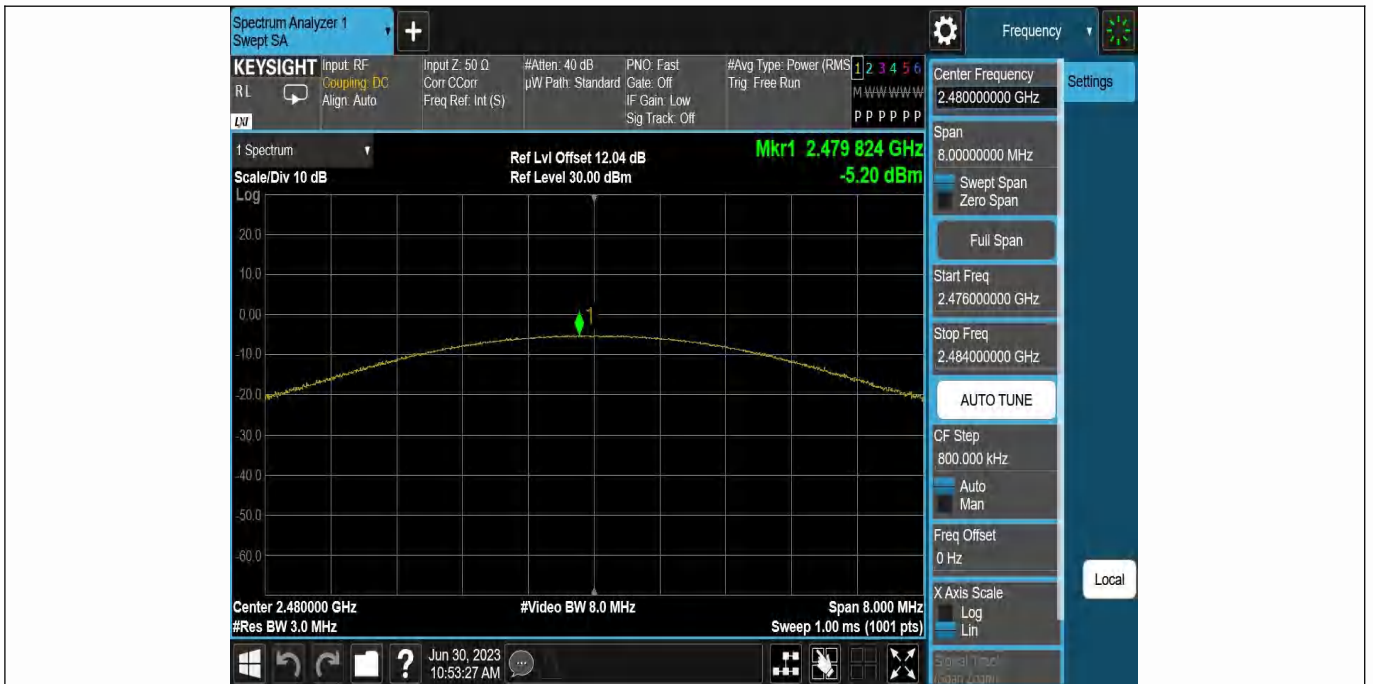 Spectrum Analyzer 1
Swept SA
+
Frequency
KEYSIGHT
RL
LXI
Input: RF
Coupling: DC
Align: Auto
Input Z: 50 Ω
Corr CCorr
Freq Ref: Int (S)
#Atten: 40 dB
µW Path: Standard
PNO: Fast
Gate: Off
IF Gain: Low
Sig Track: Off
#Avg Type: Power (RMS
Trig: Free Run
1 2 3 4 5 6
M W W W W W
P P P P P P
1 Spectrum
Scale/Div 10 dB
Log
Ref Lvl Offset 12.04 dB
Ref Level 30.00 dBm
Mkr1 2.479 824 GHz
-5.20 dBm
20.0
10.0
0.00
-10.0
-20.0
-30.0
-40.0
-50.0
-60.0
1
Center 2.480000 GHz
#Res BW 3.0 MHz
#Video BW 8.0 MHz
Span 8.000 MHz
Sweep 1.00 ms (1001 pts)
Center Frequency
2.480000000 GHz
Settings
Span
8.00000000 MHz
Swept Span
Zero Span
Full Span
Start Freq
2.476000000 GHz
Stop Freq
2.484000000 GHz
AUTO TUNE
CF Step
800.000 kHz
Auto
Man
Freq Offset
0 Hz
X Axis Scale
Log
Lin
Signal Track
(Span Zoom)
Local
?
Jun 30, 2023
10:53:27 AM